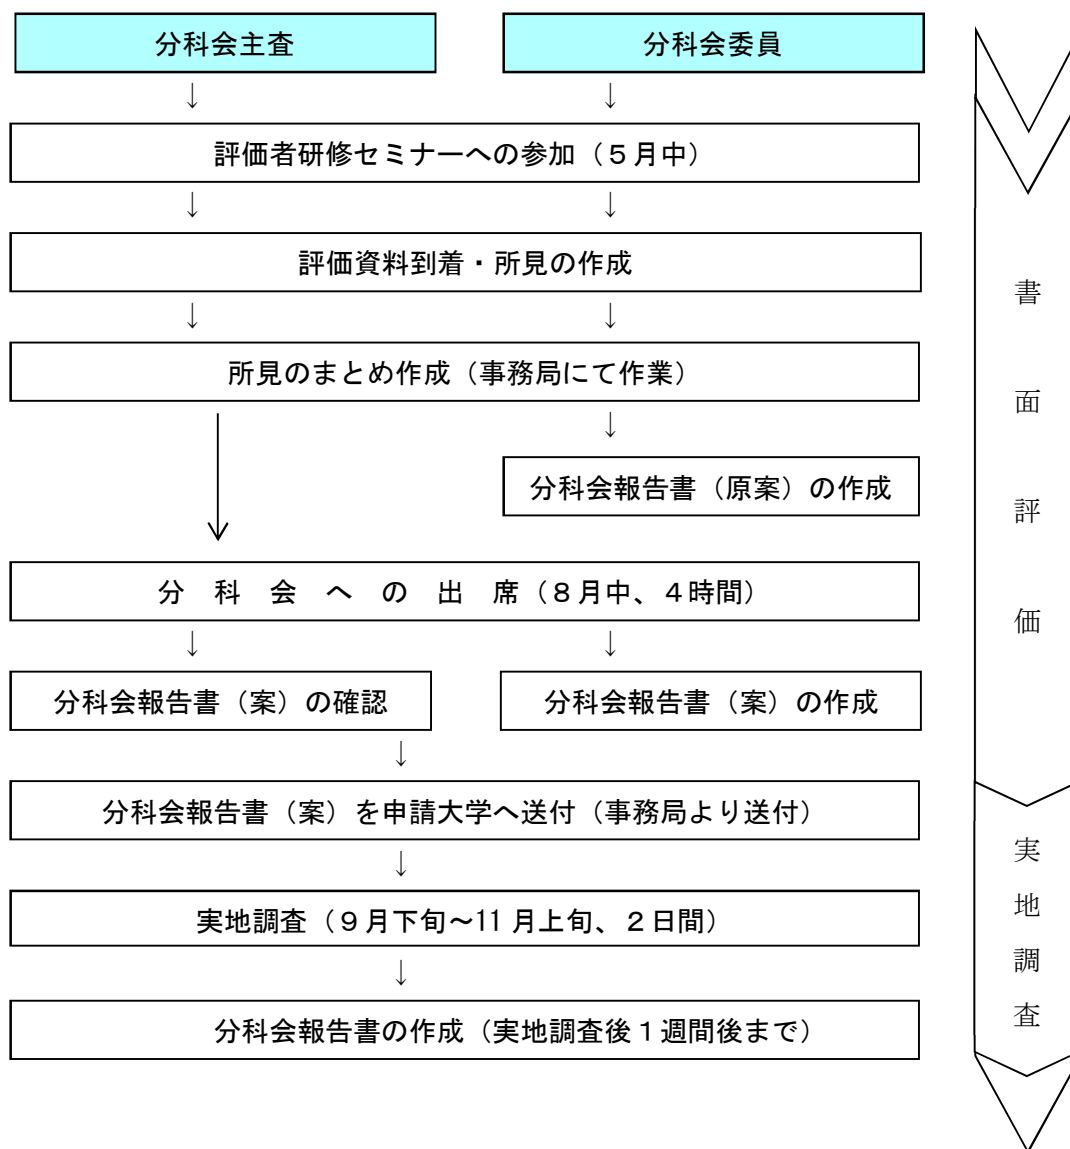 分科会主査
分科会委員
↓ ↓
評価者研修セミナーへの参加（５月中）
↓ ↓
評価資料到着・所見の作成
↓ ↓
所見のまとめ作成（事務局にて作業）
↓
分科会報告書（原案）の作成
分　科　会　へ　の　出　席（８月中、４時間）
↓ ↓
分科会報告書（案）の確認
分科会報告書（案）の作成
↓
分科会報告書（案）を申請大学へ送付（事務局より送付）
↓
実地調査（９月下旬～11月上旬、２日間）
↓
分科会報告書の作成（実地調査後１週間後まで）
書面評価
実地調査